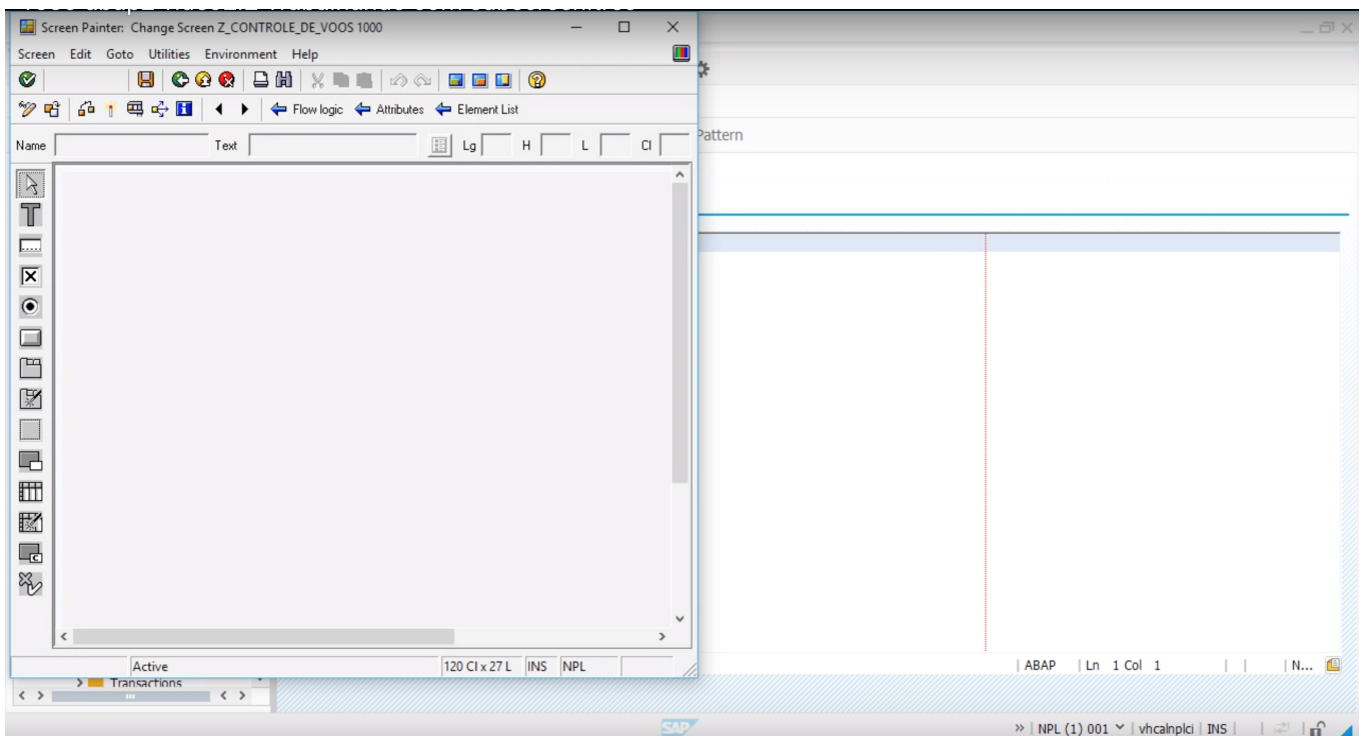 Screen Painter: Change Screen Z_CONTROLE_DE_VOOS 1000
Screen Edit Goto Utilities Environment Help
Flow logic Attributes Element List
Name Text Lg H L Cl
Pattern
Active 120 Cl x 27 L INS NPL
ABAP Ln 1 Col 1 N...
Transactions
SAP
» NPL (1) 001 vhcalnplci INS